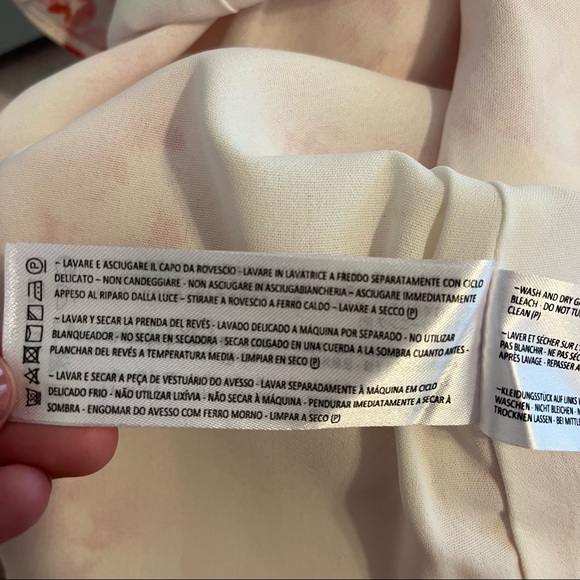 ~ LAVARE E ASCIUGARE IL CAPO DA ROVESCIO - LAVARE IN LAVATRICE A FREDDO SEPARATAMENTE CON CICLO
DELICATO ~ NON CANDEGGIARE - NON ASCIUGARE IN ASCIUGABIANCHERIA ~ ASCIUGARE IMMEDIATAMENTE
APPESO AL RIPARO DALLA LUCE ~ STIRARE A ROVESCIO A FERRO CALDO ~ LAVARE A SECCO (P)
~ LAVAR Y SECAR LA PRENDA DEL REVÉS - LAVADO DELICADO A MÁQUINA POR SEPARADO - NO UTILIZAR
BLANQUEADOR - NO SECAR EN SECADORA - SECAR COLGADO EN UNA CUERDA A LA SOMBRA CUANTO ANTES -
PLANCHAR DEL REVÉS A TEMPERATURA MEDIA - LIMPIAR EN SECO (P)
~ LAVAR E SECAR A PEÇA DE VESTUÁRIO DO AVESSO - LAVAR SEPARADAMENTE À MÁQUINA EM CICLO
DELICADO FRIO - NÃO UTILIZAR LIXÍVIA - NÃO SECAR À MÁQUINA - PENDURAR IMEDIATAMENTE A SECAR À
SOMBRA - ENGOMAR DO AVESSO COM FERRO MORNO - LIMPAR A SECO (P)
P
30
~WASH AND DRY
BLEACH - DO NOT
CLEAN (P)
~LAVER ET SÉCHER SUR
PAS BLANCHIR - NE PAS
APRÈS LAVAGE - REPASSER
~KLEIDUNGSSTÜCK AUF LINKS
WASCHEN - NICHT BLEICHEN -
TROCKNEN LASSEN - BEI